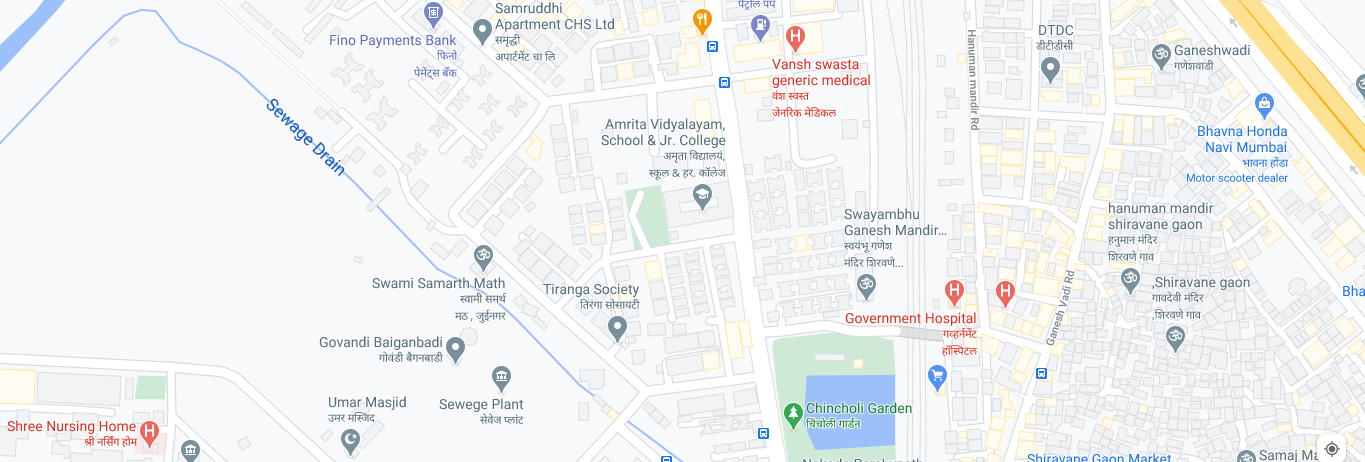 Samruddhi
Apartment CHS Ltd
समृद्धी
अपार्टमेंट चा लि
Fino Payments Bank
फिनो
पेमेंट्स बँक
पेट्रोल पंप
Vansh swasta
generic medical
वंश स्वस्त
जेनरिक मेडिकल
Hanuman mandir Rd
DTDC
डीटीडीसी
Ganeshwadi
गणेशवाडी
Bhavna Honda
Navi Mumbai
भावना होंडा
Motor scooter dealer
Sewage Drain
Amrita Vidyalayam,
School & Jr. College
अमृता विद्यालयं,
स्कूल & हर. कॉलेज
Swayambhu
Ganesh Mandir...
स्वयंभू गणेश
मंदिर शिरवणे...
hanuman mandir
shiravane gaon
हनुमान मंदिर
शिरवणे गाव
Swami Samarth Math
स्वामी समर्थ
मठ , जुईनगर
Tiranga Society
तिरंगा सोसायटी
Ganesh Vadi Rd
,Shiravane gaon
गावदेवी मंदिर
,शिरवणे गाव
Bha
Government Hospital
गव्हर्नमेंट
हॉस्पिटल
Govandi Baiganbadi
गोवंडी बैगनबाडी
Umar Masjid
उमर मस्जिद
Sewege Plant
सेवेज प्लांट
Shree Nursing Home
श्री नर्सिंग होम
Chincholi Garden
चिंचोली गार्डन
Shiravane Gaon Market
Samaj Ma